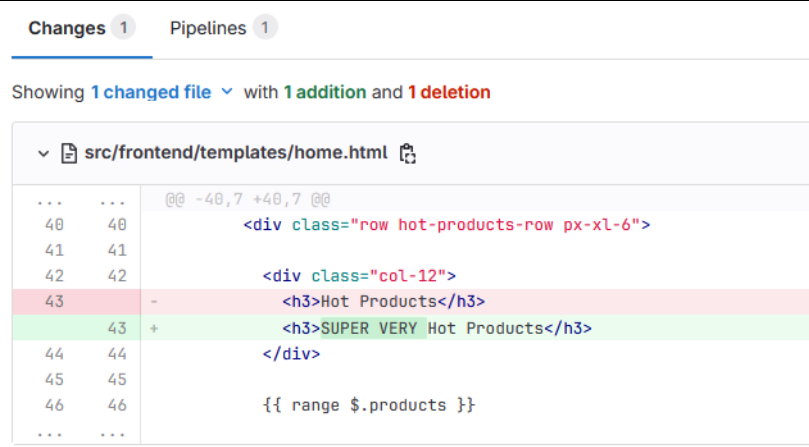 Changes 1 Pipelines 1
Showing 1 changed file with 1 addition and 1 deletion
src/frontend/templates/home.html
... ... @@ -40,7 +40,7 @@
40 40 <div class="row hot-products-row px-xl-6">
41 41
42 42 <div class="col-12">
43 - <h3>Hot Products</h3>
43 + <h3>SUPER VERY Hot Products</h3>
44 44 </div>
45 45
46 46 {{ range $.products }}
... ...